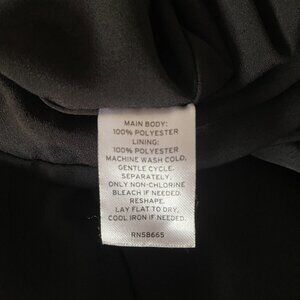 MAIN BODY:
100% POLYESTER
LINING:
100% POLYESTER
MACHINE WASH COLD,
GENTLE CYCLE.
SEPARATELY,
ONLY NON-CHLORINE
BLEACH IF NEEDED.
RESHAPE.
LAY FLAT TO DRY,
COOL IRON IF NEEDED.
RN58665